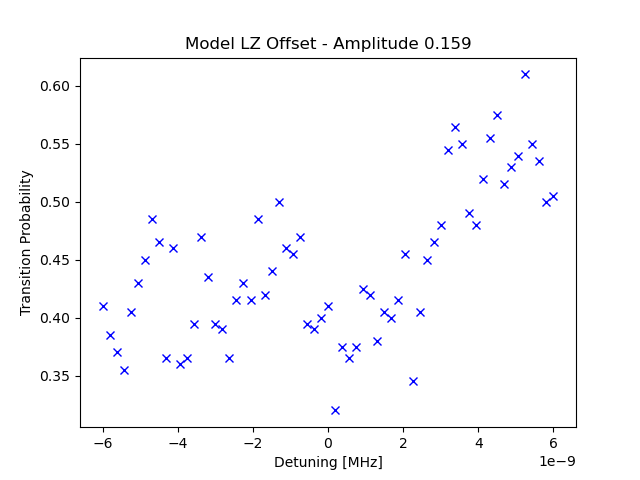 Model LZ Offset - Amplitude 0.159
Transition Probability
0.60
0.55
0.50
0.45
0.40
0.35
−6 −4 −2 0 2 4 6
1e−9
Detuning [MHz]